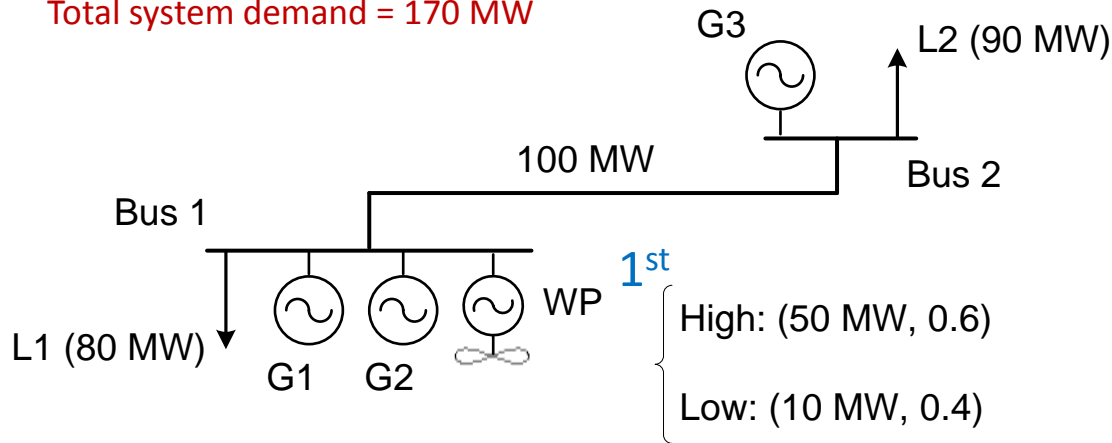 Total system demand = 170 MW
G3
L2 (90 MW)
100 MW
Bus 2
Bus 1
1st
WP
High: (50 MW, 0.6)
L1 (80 MW)
G1
G2
Low: (10 MW, 0.4)